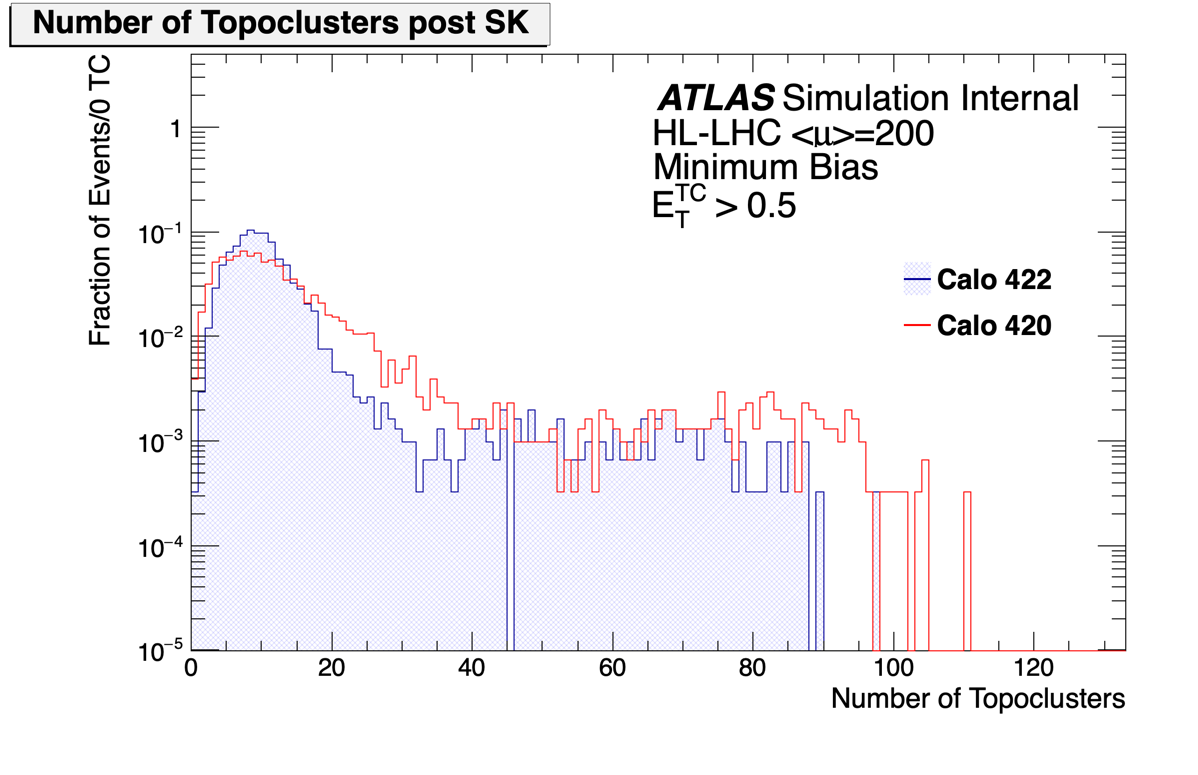 Number of Topoclusters post SK
Fraction of Events/0 TC
ATLAS Simulation Internal
HL-LHC <μ>=200
Minimum Bias
E_T^TC > 0.5
Calo 422
Calo 420
1
10⁻¹
10⁻²
10⁻³
10⁻⁴
10⁻⁵
0 20 40 60 80 100 120
Number of Topoclusters